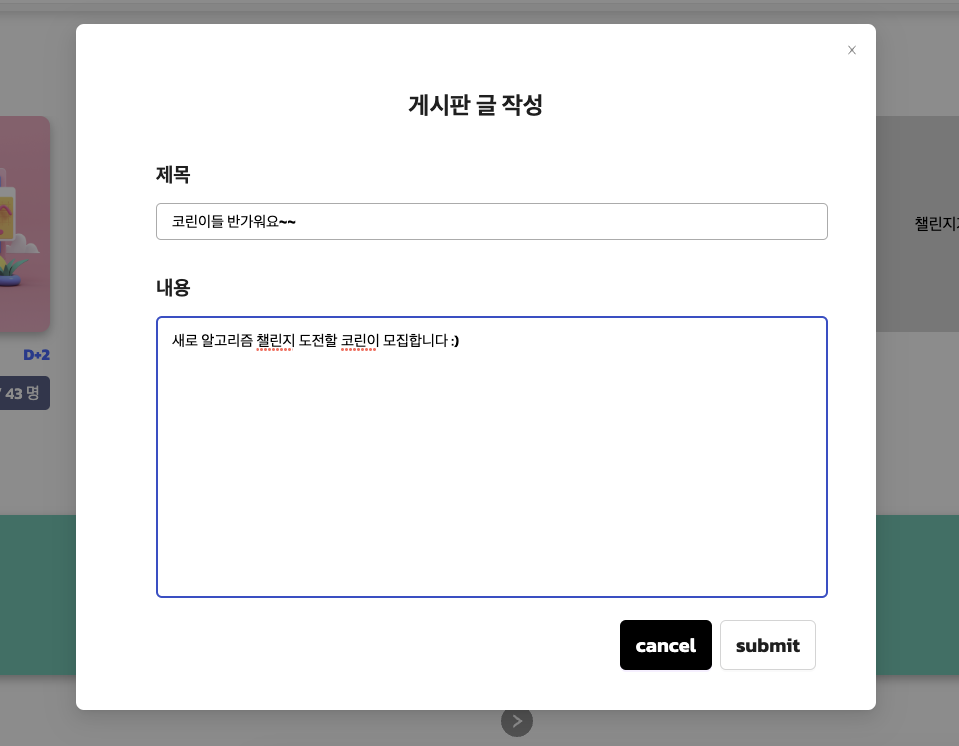 게시판 글 작성
제목
코린이들 반가워요~~
챌린지
내용
새로 알고리즘 챌린지 도전할 코린이 모집합니다 :)
D+2
43 명
cancel
submit